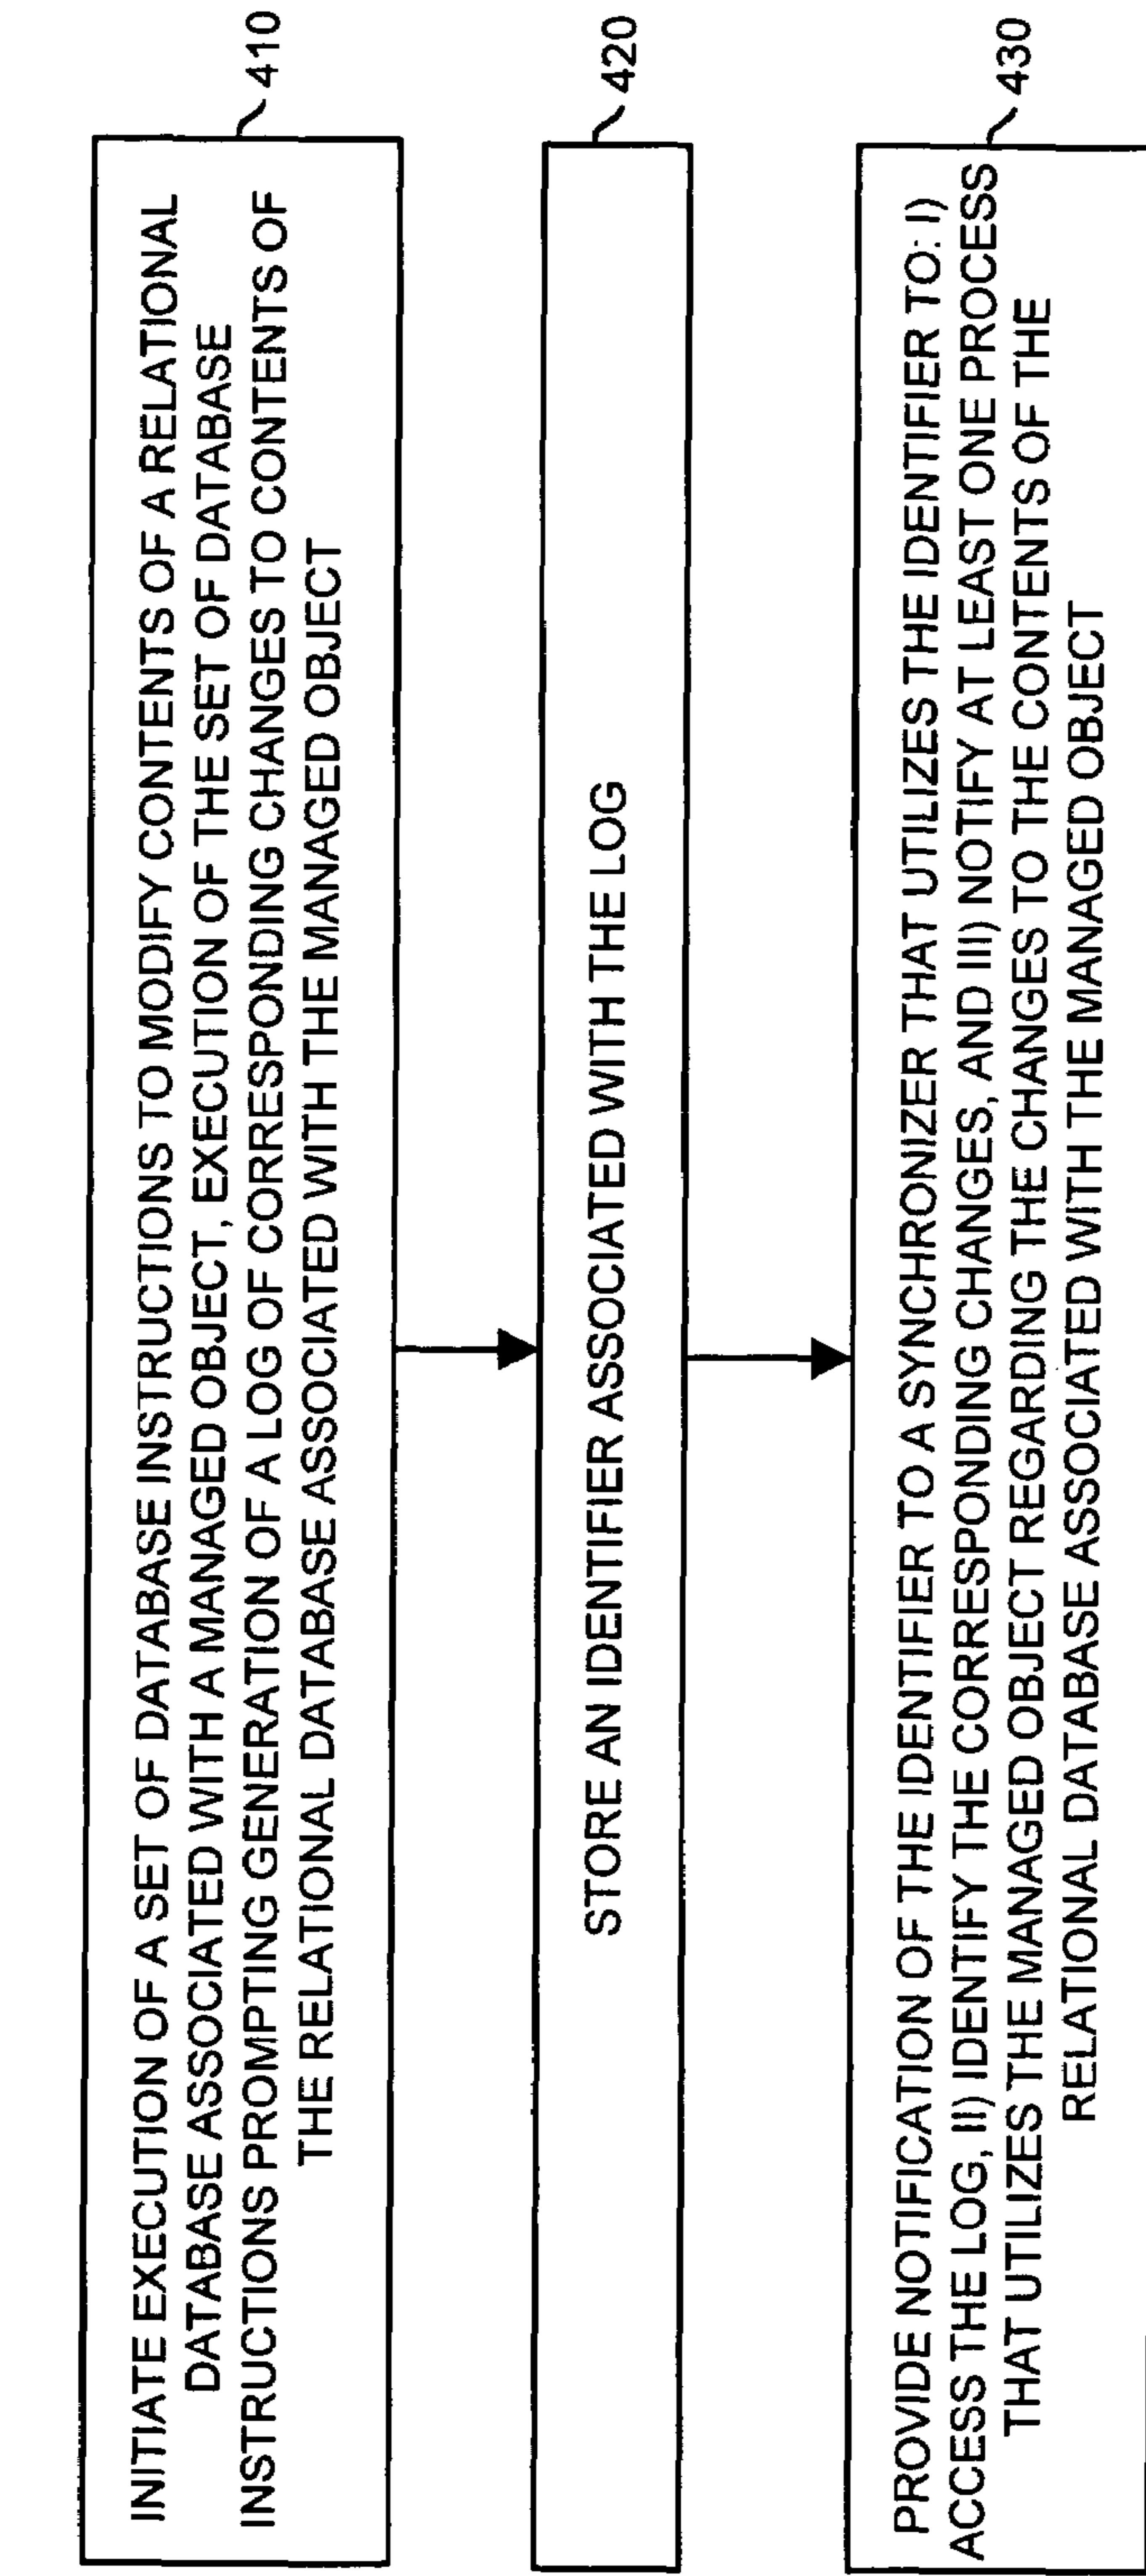 INITIATE EXECUTION OF A SET OF DATABASE INSTRUCTIONS TO MODIFY CONTENTS OF A RELATIONAL
DATABASE ASSOCIATED WITH A MANAGED OBJECT, EXECUTION OF THE SET OF DATABASE
INSTRUCTIONS PROMPTING GENERATION OF A LOG OF CORRESPONDING CHANGES TO CONTENTS OF
THE RELATIONAL DATABASE ASSOCIATED WITH THE MANAGED OBJECT
410
STORE AN IDENTIFIER ASSOCIATED WITH THE LOG
420
PROVIDE NOTIFICATION OF THE IDENTIFIER TO A SYNCHRONIZER THAT UTILIZES THE IDENTIFIER TO: I)
ACCESS THE LOG, II) IDENTIFY THE CORRESPONDING CHANGES, AND III) NOTIFY AT LEAST ONE PROCESS
THAT UTILIZES THE MANAGED OBJECT REGARDING THE CHANGES TO THE CONTENTS OF THE
RELATIONAL DATABASE ASSOCIATED WITH THE MANAGED OBJECT
430